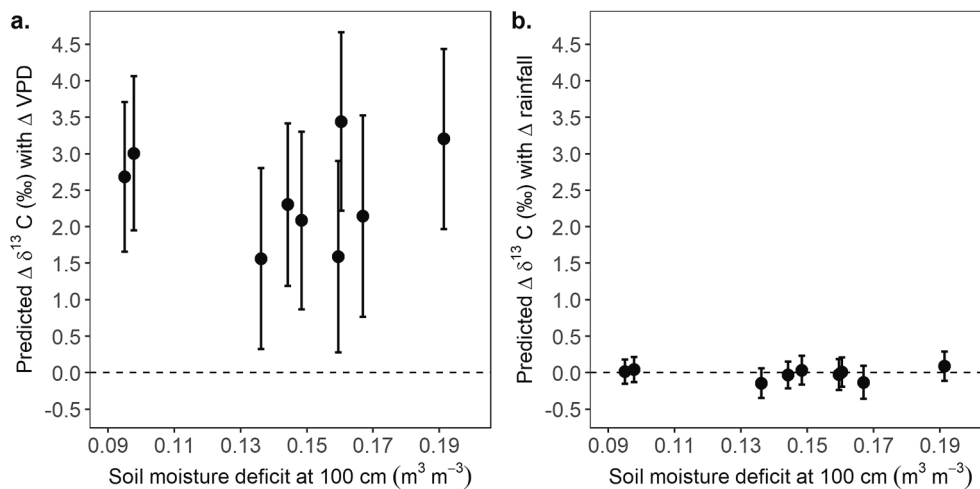 a.
Predicted Δ δ¹³ C (‰) with Δ VPD
4.5
4.0
3.5
3.0
2.5
2.0
1.5
1.0
0.5
0.0
-0.5
0.09 0.11 0.13 0.15 0.17 0.19
Soil moisture deficit at 100 cm (m³ m⁻³)
b.
Predicted Δ δ¹³ C (‰) with Δ rainfall
4.5
4.0
3.5
3.0
2.5
2.0
1.5
1.0
0.5
0.0
-0.5
0.09 0.11 0.13 0.15 0.17 0.19
Soil moisture deficit at 100 cm (m³ m⁻³)